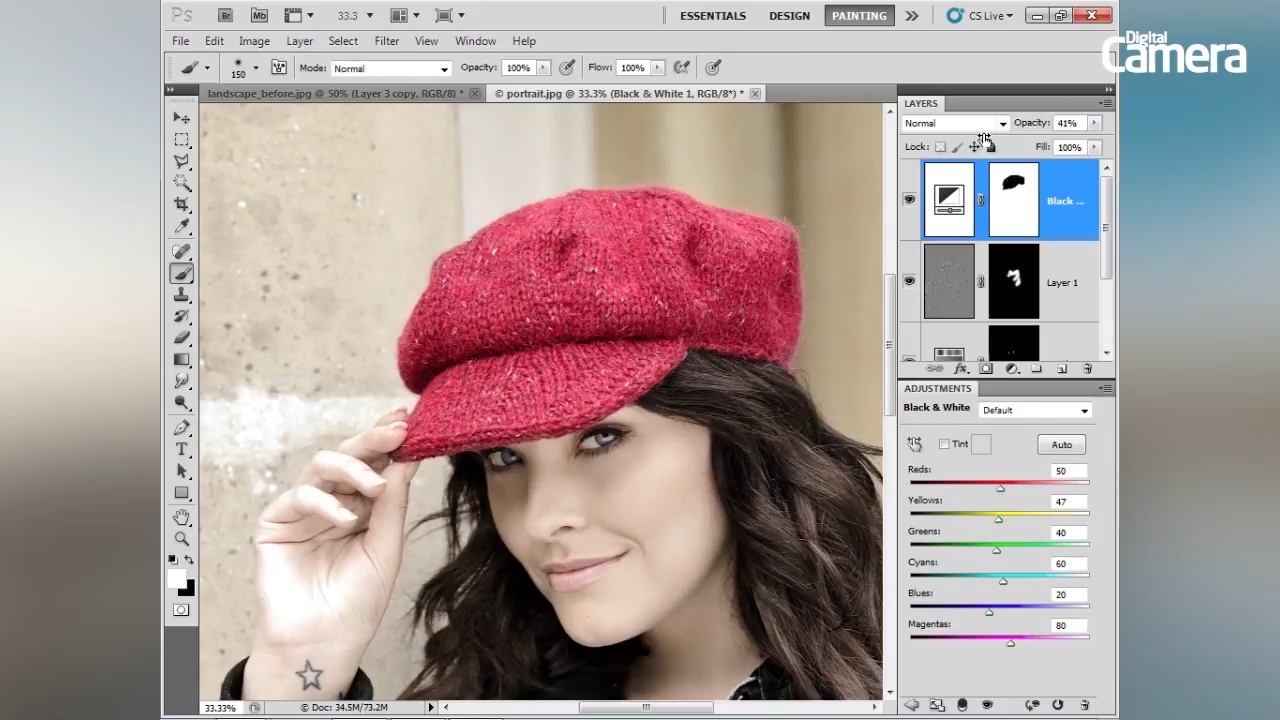 Ps Br Mb 33.3 ESSENTIALS DESIGN PAINTING CS Live
Digital
Camera
File Edit Image Layer Select Filter View Window Help
150 Mode: Normal Opacity: 100% Flow: 100%
landscape_before.jpg @ 50% (Layer 3 copy, RGB/8) * © portrait.jpg @ 33.3% (Black & White 1, RGB/8*) *
LAYERS
Normal Opacity: 41%
Lock: Fill: 100%
Black ...
Layer 1
fx
ADJUSTMENTS
Black & White Default
Tint Auto
Reds: 50
Yellows: 47
Greens: 40
Cyans: 60
Blues: 20
Magentas: 80
T
33.33% © Doc: 34.5M/73.2M